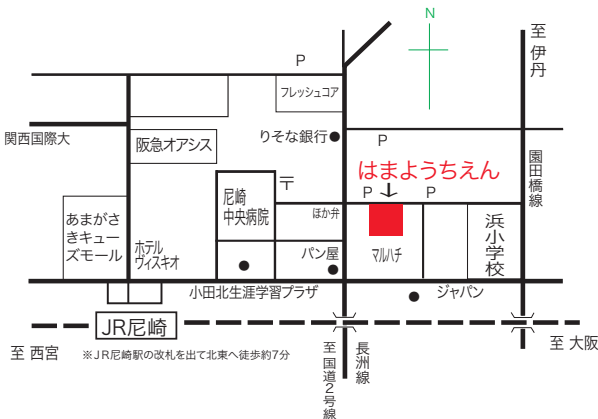 N
至 伊丹
P
フレッシュコア
関西国際大
阪急オアシス
りそな銀行
P
園田橋線
はまようちえん
P
P
〒
尼崎
中央病院
ほか弁
あまがさ
きキュー
ズモール
ホテル
ヴィスキオ
パン屋
マルハチ
浜小学校
小田北生涯学習プラザ
ジャパン
JR尼崎
至 西宮
※JR尼崎駅の改札を出て北東へ徒歩約7分
至 国道2号線
長洲線
至 大阪